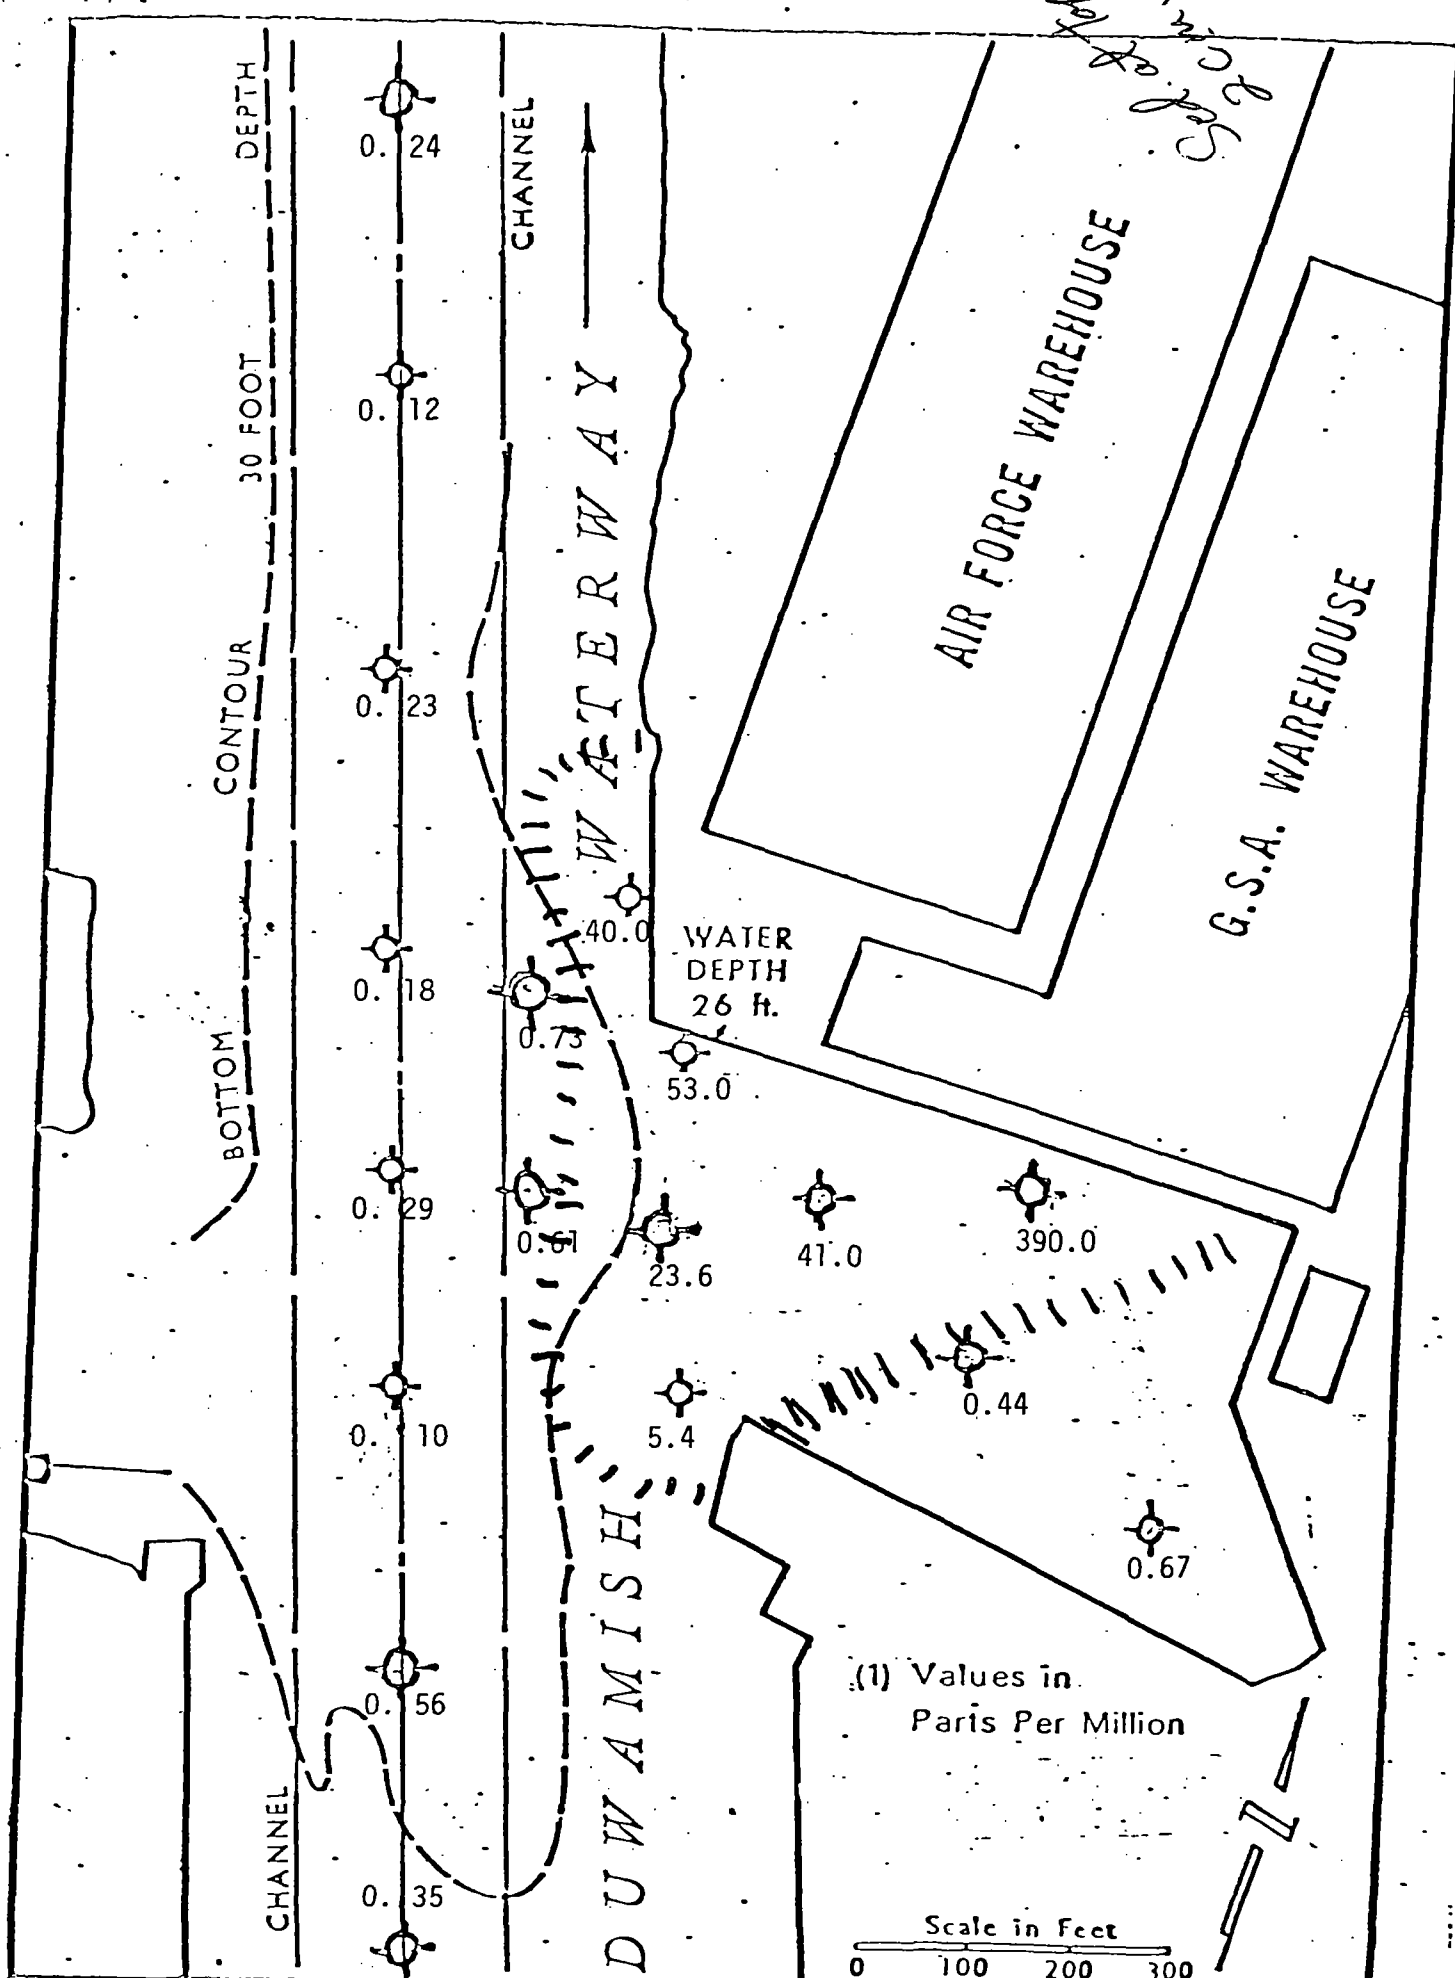 DEPTH
30 FOOT
CONTOUR
BOTTOM
CHANNEL
CHANNEL
0.24
0.12
0.23
0.18
0.29
0.10
0.56
0.35
DUWAMISH WATERWAY
40.0
0.73
WATER
DEPTH
26 ft.
53.0
0.61
23.6
41.0
390.0
5.4
0.44
0.67
AIR FORCE WAREHOUSE
G.S.A. WAREHOUSE
(1) Values in
Parts Per Million
Scale in Feet
0 100 200 300
N